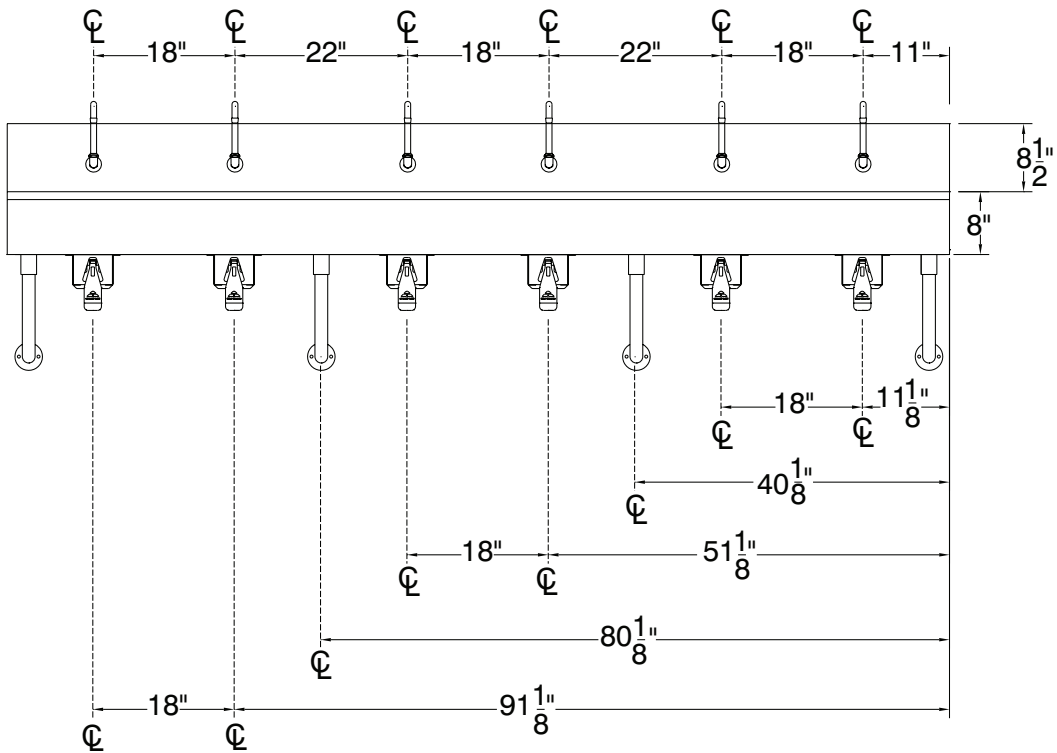 ℄ ℄ ℄ ℄ ℄ ℄
18" 22" 18" 22" 18" 11"
8 1/2"
8"
18" 11 1/8"
℄ ℄
40 1/8"
℄
18" 51 1/8"
℄ ℄
80 1/8"
℄
18" 91 1/8"
℄ ℄